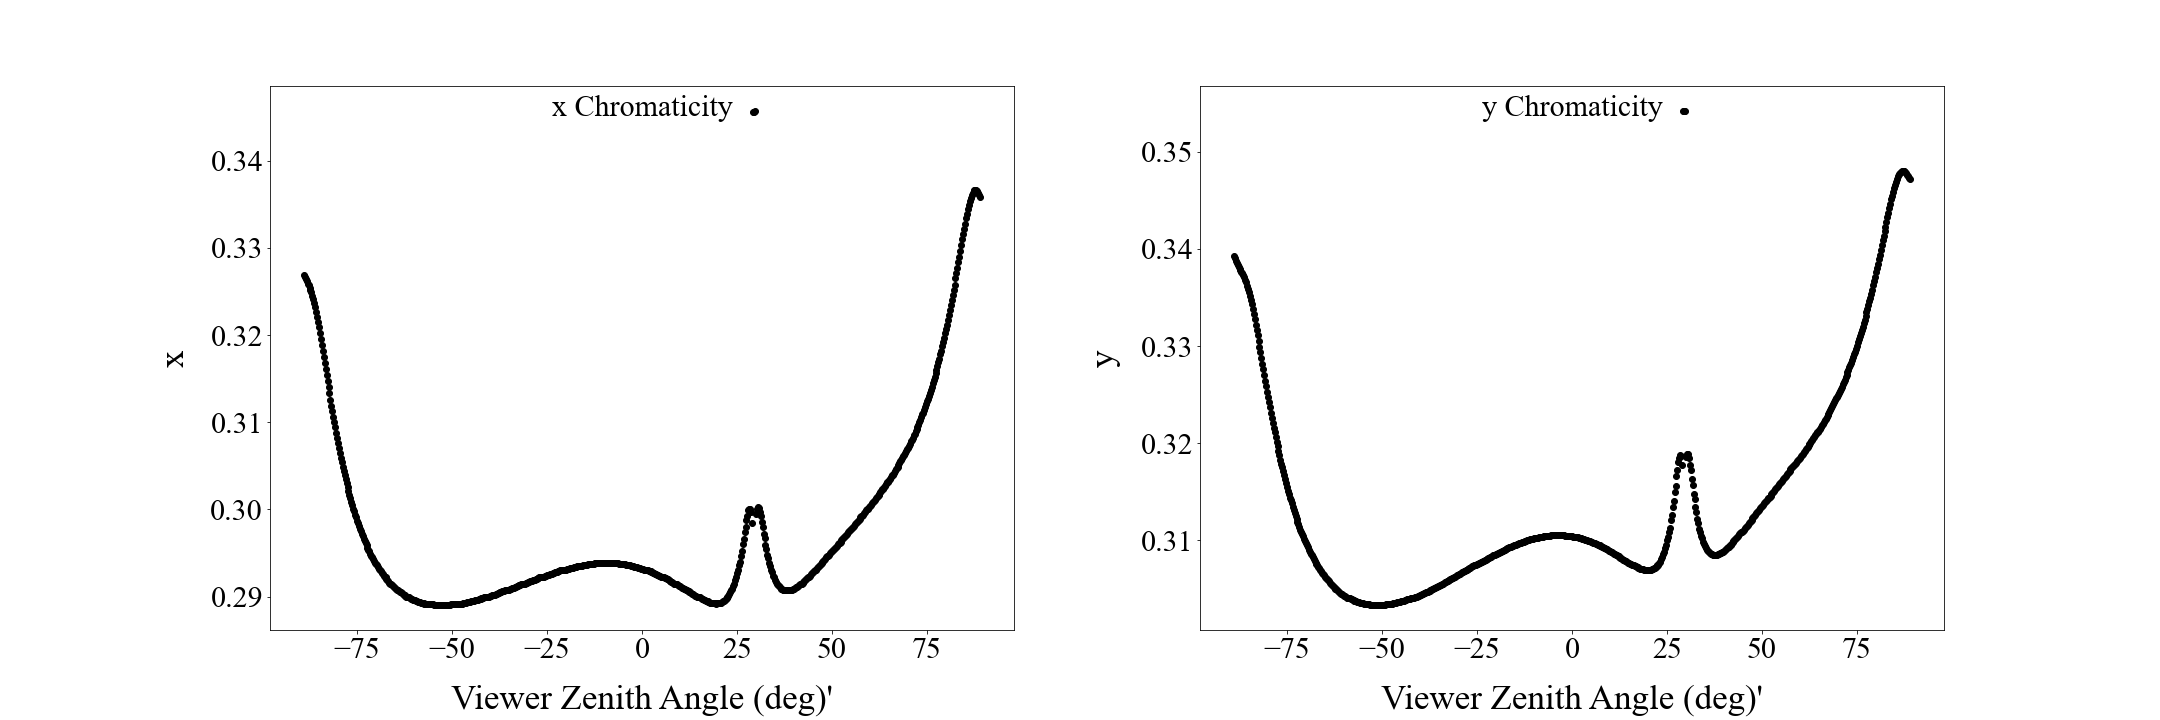 x Chromaticity
0.34
0.33
0.32
0.31
0.30
0.29
x
−75 −50 −25 0 25 50 75
Viewer Zenith Angle (deg)'
y Chromaticity
0.35
0.34
0.33
0.32
0.31
y
−75 −50 −25 0 25 50 75
Viewer Zenith Angle (deg)'